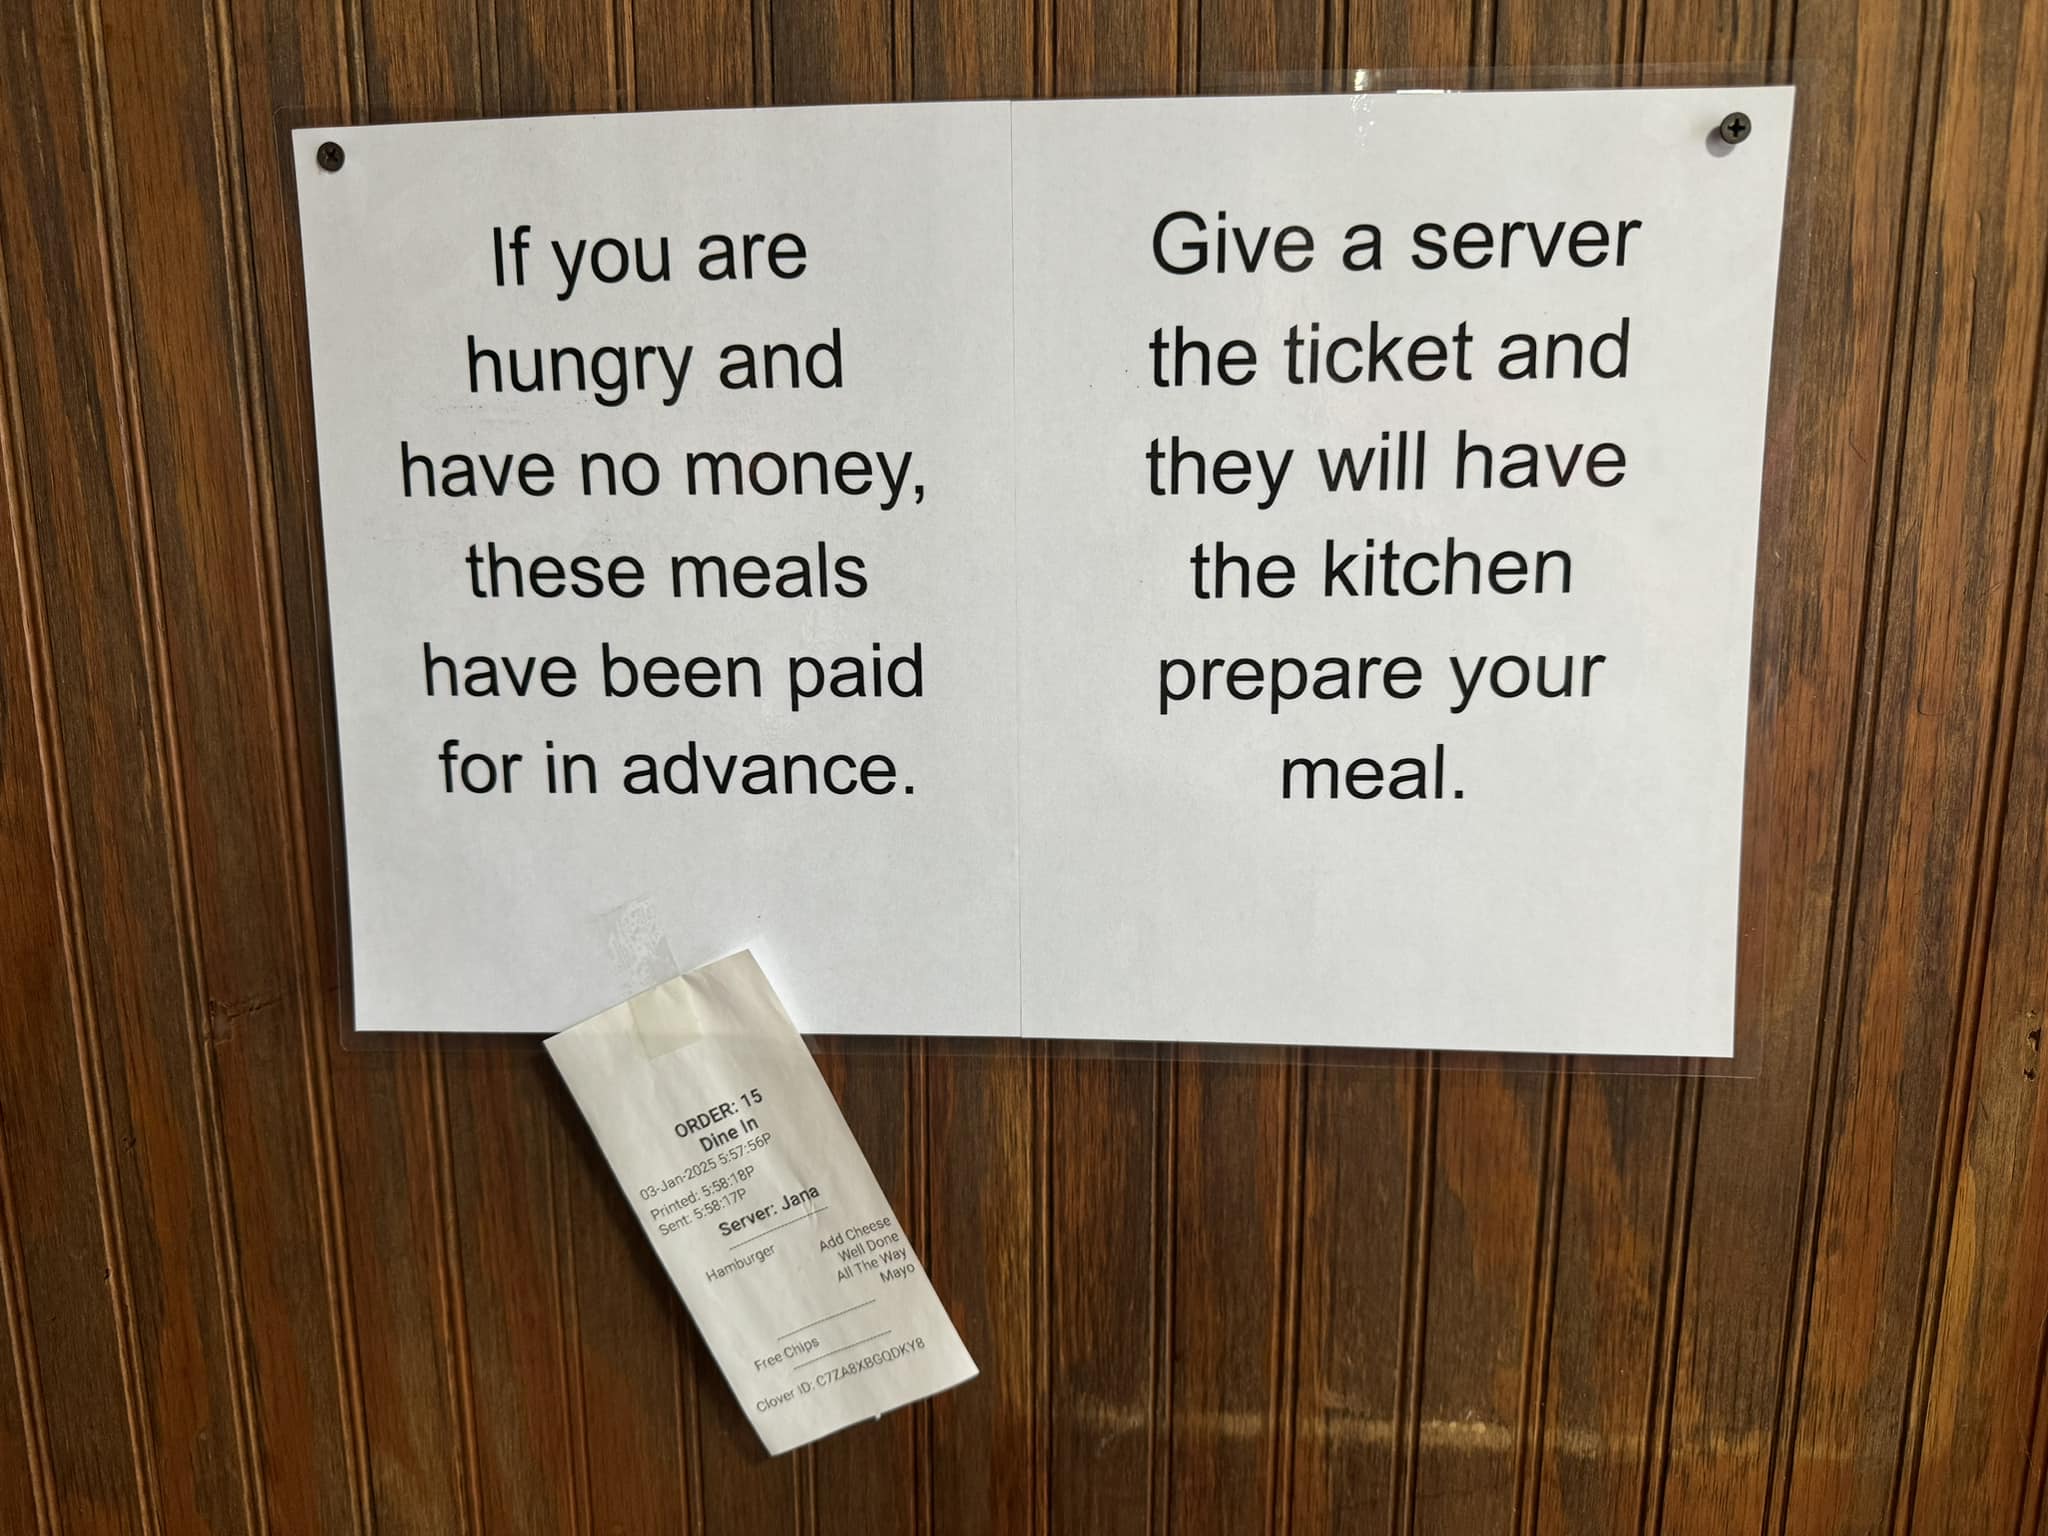 If you are
hungry and
have no money,
these meals
have been paid
for in advance.
Give a server
the ticket and
they will have
the kitchen
prepare your
meal.
ORDER: 15
Dine In
03-Jan-2025 5:57:56P
Printed: 5:58:18P
Sent: 5:58:17P
Server: Jana
Hamburger
Add Cheese
Well Done
All The Way
Mayo
Free Chips
Clover ID: C7ZA8XBGQDKY8